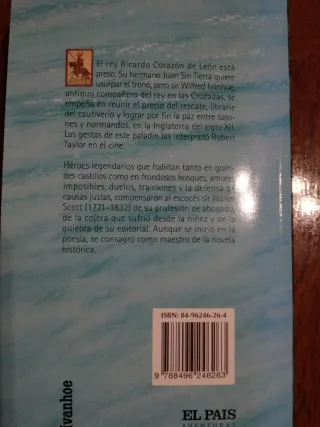 El rey Ricardo Corazón de León está
preso. Su hermano Juan Sin Tierra quiere
usurpar el trono, pero sir Wilfred Ivanhoe,
antiguo compañero del rey en las Cruzadas, se
empeña en reunir el precio del rescate, librarle
del cautiverio y lograr por fin la paz entre sajo-
nes y normandos, en la Inglaterra del siglo XII.
Las gestas de este paladín las interpretó Robert
Taylor en el cine.
Héroes legendarios que habitan tanto en gran-
des castillos como en frondosos bosques, amores
imposibles, duelos, traiciones y la defensa de
causas justas, compensaron al escocés sir Walter
Scott (1771-1832) de su profesión de abogado,
de la cojera que sufrió desde la niñez y de la
quiebra de su editorial. Aunque se inició en la
poesía, se consagró como maestro de la novela
histórica.
ISBN: 84-96246-26-4
9 788496 246263
Ivanhoe
EL PAIS
AVENTURAS